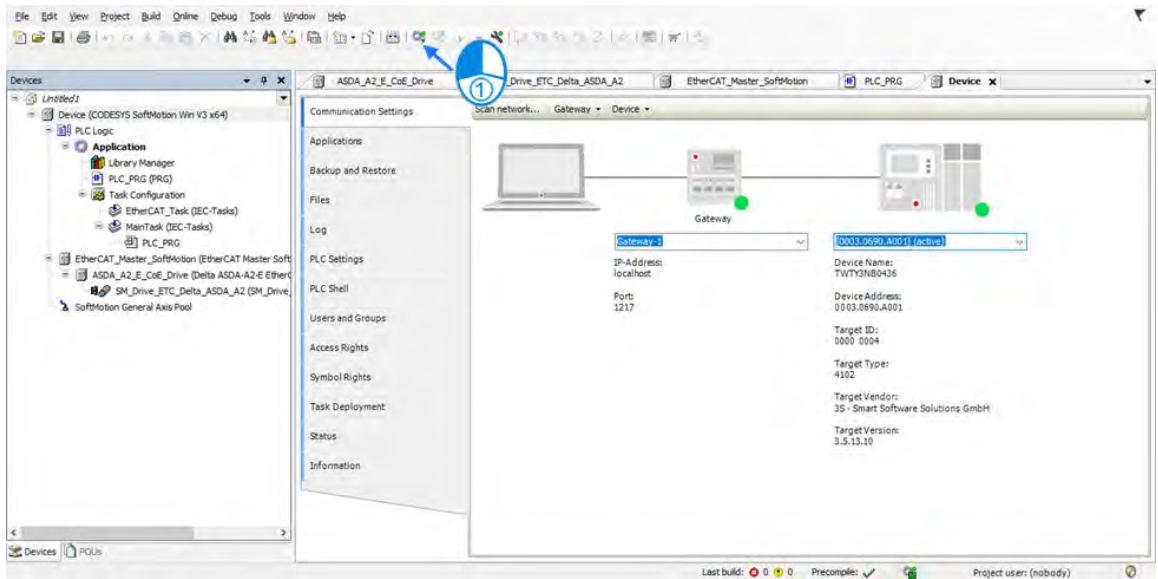 File Edit View Project Build Online Debug Tools Window Help
①
Devices
ASDA_A2_E_CoE_Drive
_Drive_ETC_Delta_ASDA_A2
EtherCAT_Master_SoftMotion
PLC_PRG
Device
Untitled1
Device (CODESYS SoftMotion Win V3 x64)
PLC Logic
Application
Library Manager
PLC_PRG (PRG)
Task Configuration
EtherCAT_Task (IEC-Tasks)
MainTask (IEC-Tasks)
PLC_PRG
EtherCAT_Master_SoftMotion (EtherCAT Master Soft
ASDA_A2_E_CoE_Drive (Delta ASDA-A2-E Ether
SM_Drive_ETC_Delta_ASDA_A2 (SM_Drive_
SoftMotion General Axis Pool
Devices POUs
Communication Settings
Applications
Backup and Restore
Files
Log
PLC Settings
PLC Shell
Users and Groups
Access Rights
Symbol Rights
Task Deployment
Status
Information
Scan network... Gateway Device
Gateway
Gateway-1
IP-Address:
localhost
Port:
1217
[0003.0690.A001] (active)
Device Name:
TWTY3NB0436
Device Address:
0003.0690.A001
Target ID:
0000 0004
Target Type:
4102
Target Vendor:
3S - Smart Software Solutions GmbH
Target Version:
3.5.13.10
Last build: 0 0 Precompile: Project user: (nobody)